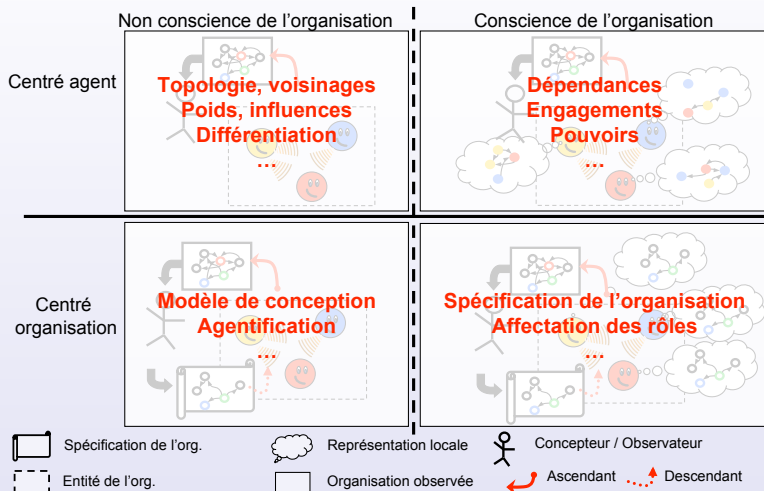 Non conscience de l'organisation
Conscience de l'organisation
Centré agent
Topologie, voisinages
Poids, influences
Différentiation
...
Dépendances
Engagements
Pouvoirs
...
Centré
organisation
Modèle de conception
Agentification
...
Spécification de l'organisation
Affectation des rôles
...
Spécification de l'org.
Représentation locale
Concepteur / Observateur
Entité de l'org.
Organisation observée
Ascendant
Descendant